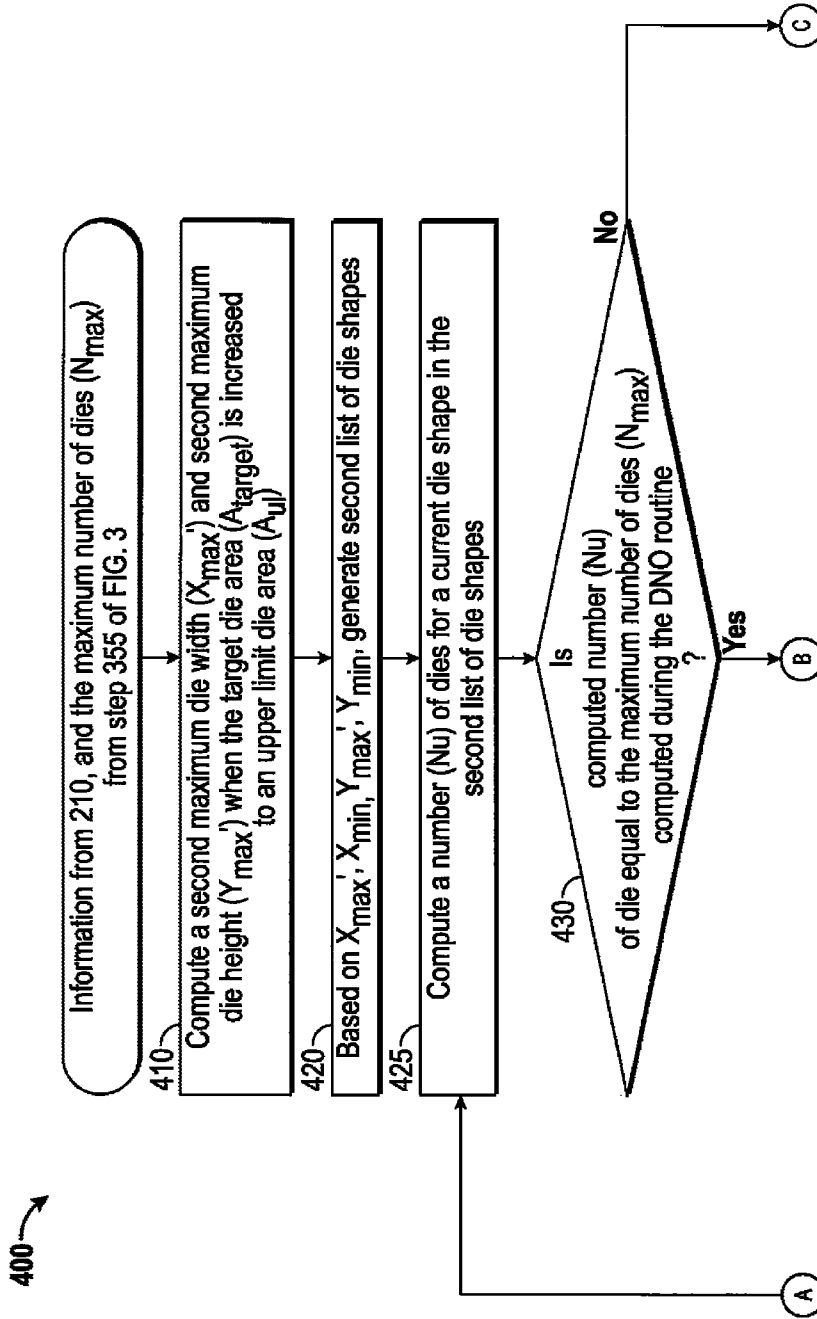 400
Information from 210, and the maximum number of dies (Nmax)
from step 355 of FIG. 3
410
Compute a second maximum die width (Xmax') and second maximum
die height (Ymax') when the target die area (Atarget) is increased
to an upper limit die area (Aul)
420
Based on Xmax', Xmin, Ymax', Ymin, generate second list of die shapes
425
Compute a number (Nu) of dies for a current die shape in the
second list of die shapes
430
Is
computed number (Nu)
of die equal to the maximum number of dies (Nmax)
computed during the DNO routine
?
No
Yes
A
B
C